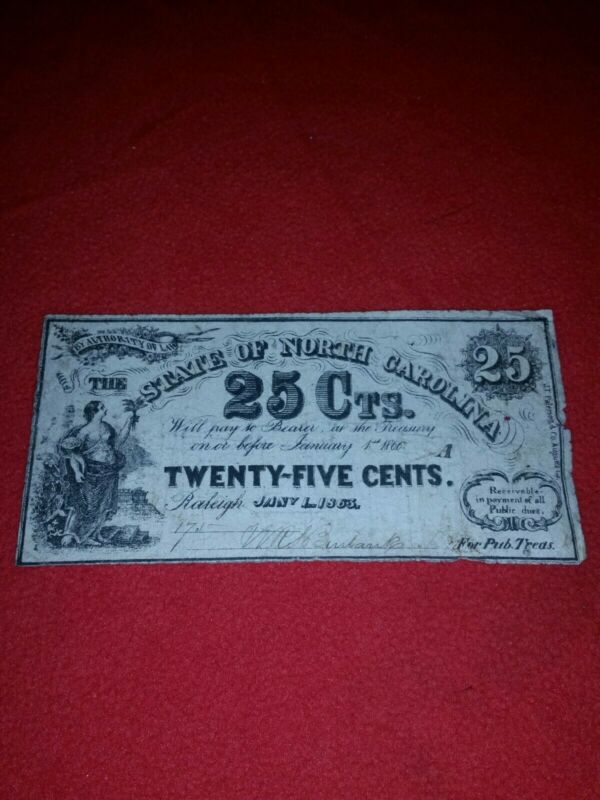 BY AUTHORITY OF LAW
THE STATE OF NORTH CAROLINA
25
25 CTS.
Will pay to Bearer at the Treasury
on or before January 1st 1866.
A
TWENTY-FIVE CENTS.
Raleigh JANY 1. 1863.
Receivable
in payment of all
Public dues.
For Pub. Treas.